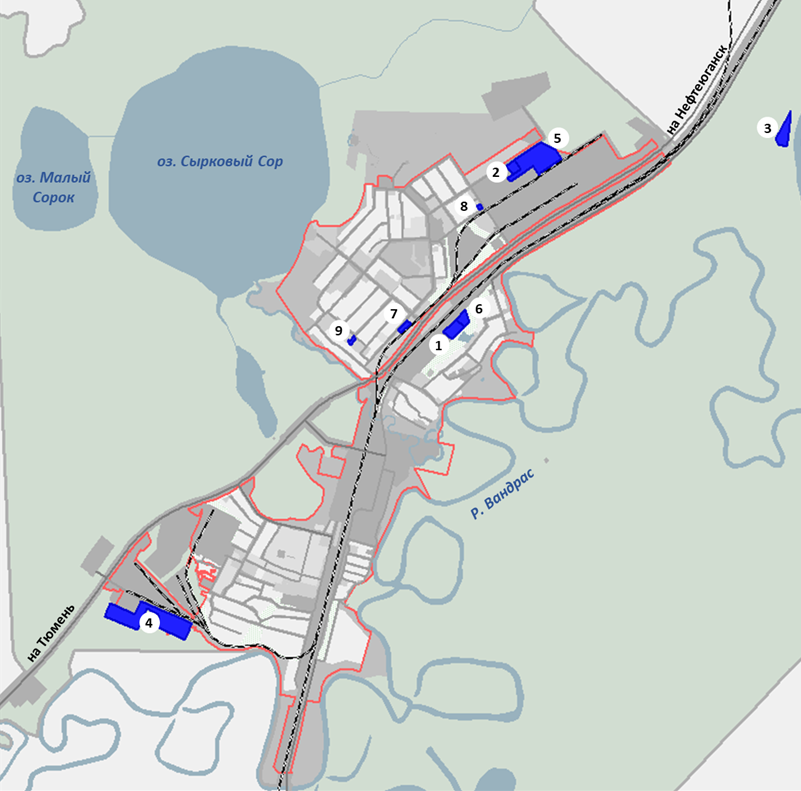 на Нефтеюганск
3
5
2
оз. Сырковый Сор
оз. Малый
Сорок
8
7
6
9
1
Р. Вандрас
4
на Тюмень